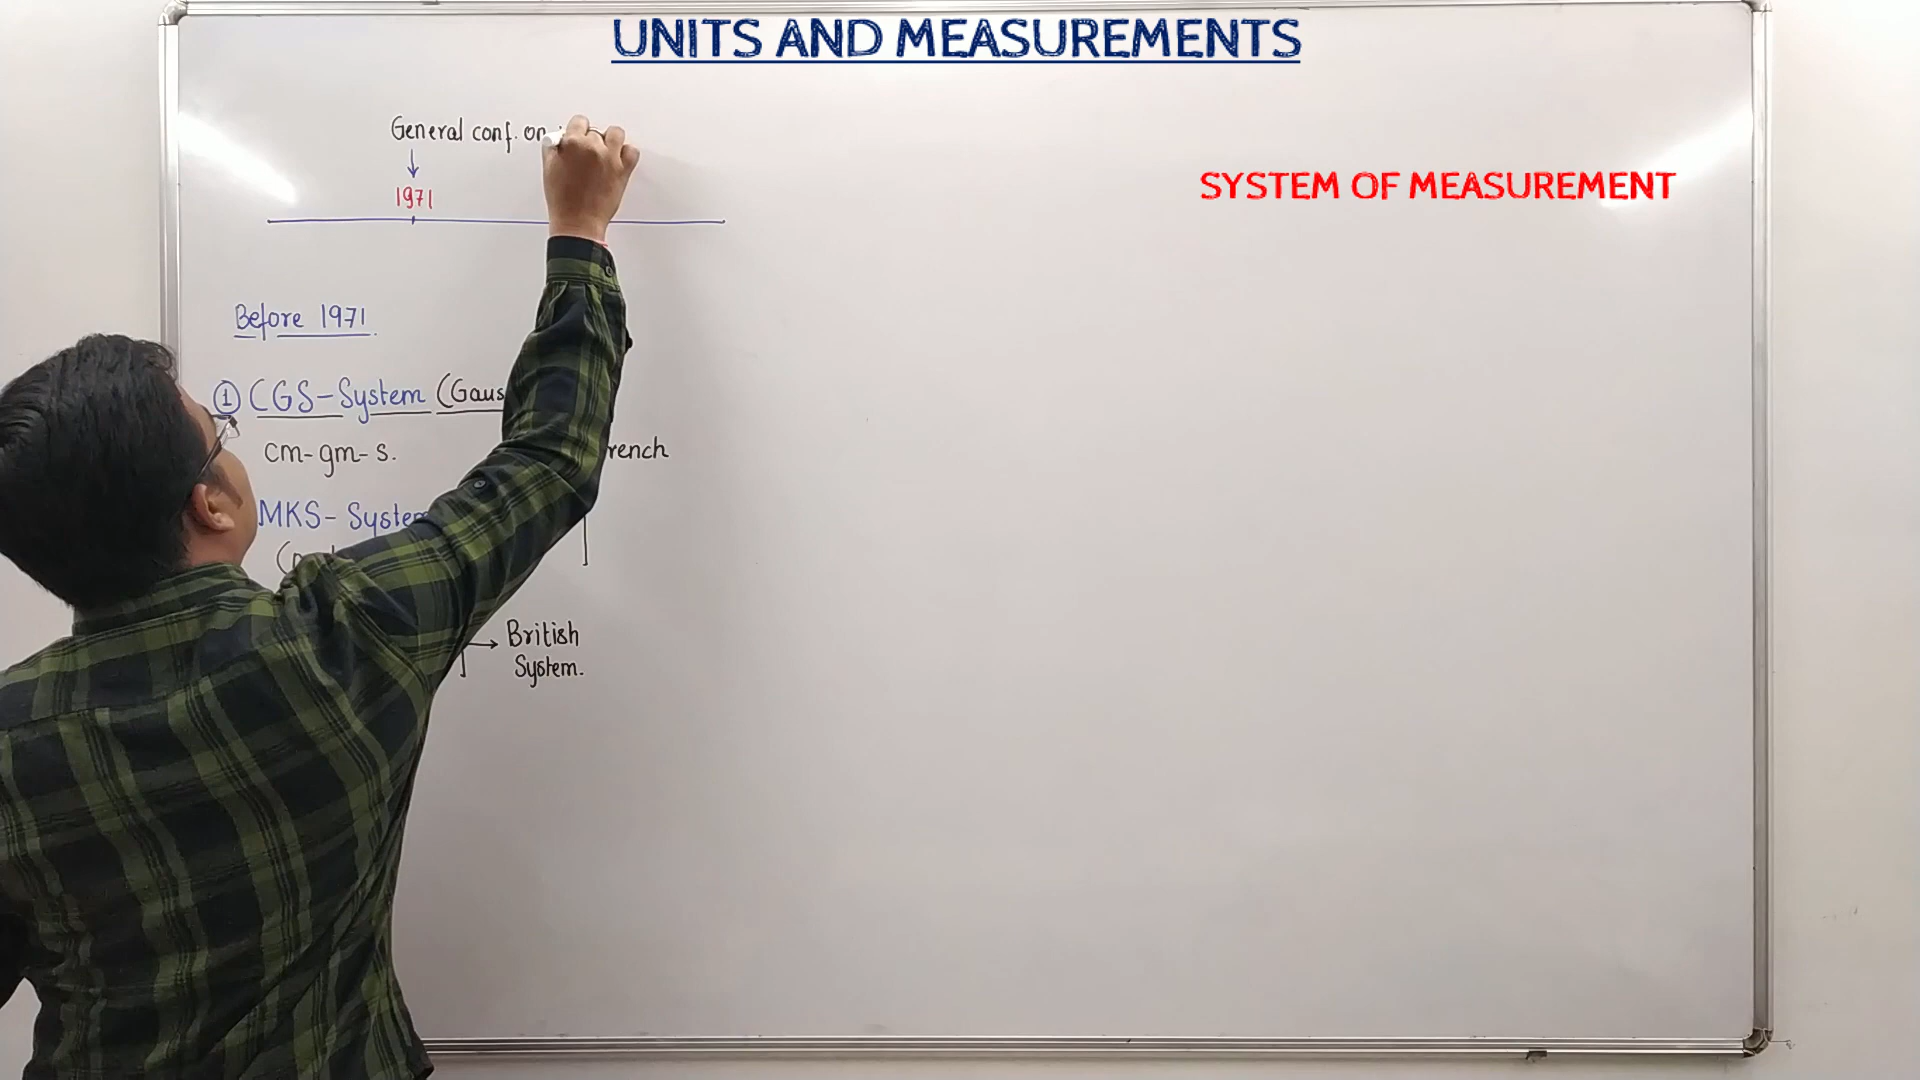 UNITS AND MEASUREMENTS
General conf. on
1971
SYSTEM OF MEASUREMENT
Before 1971.
① CGS-System (Gaus
cm-gm-s.
rench
MKS- System
British
System.